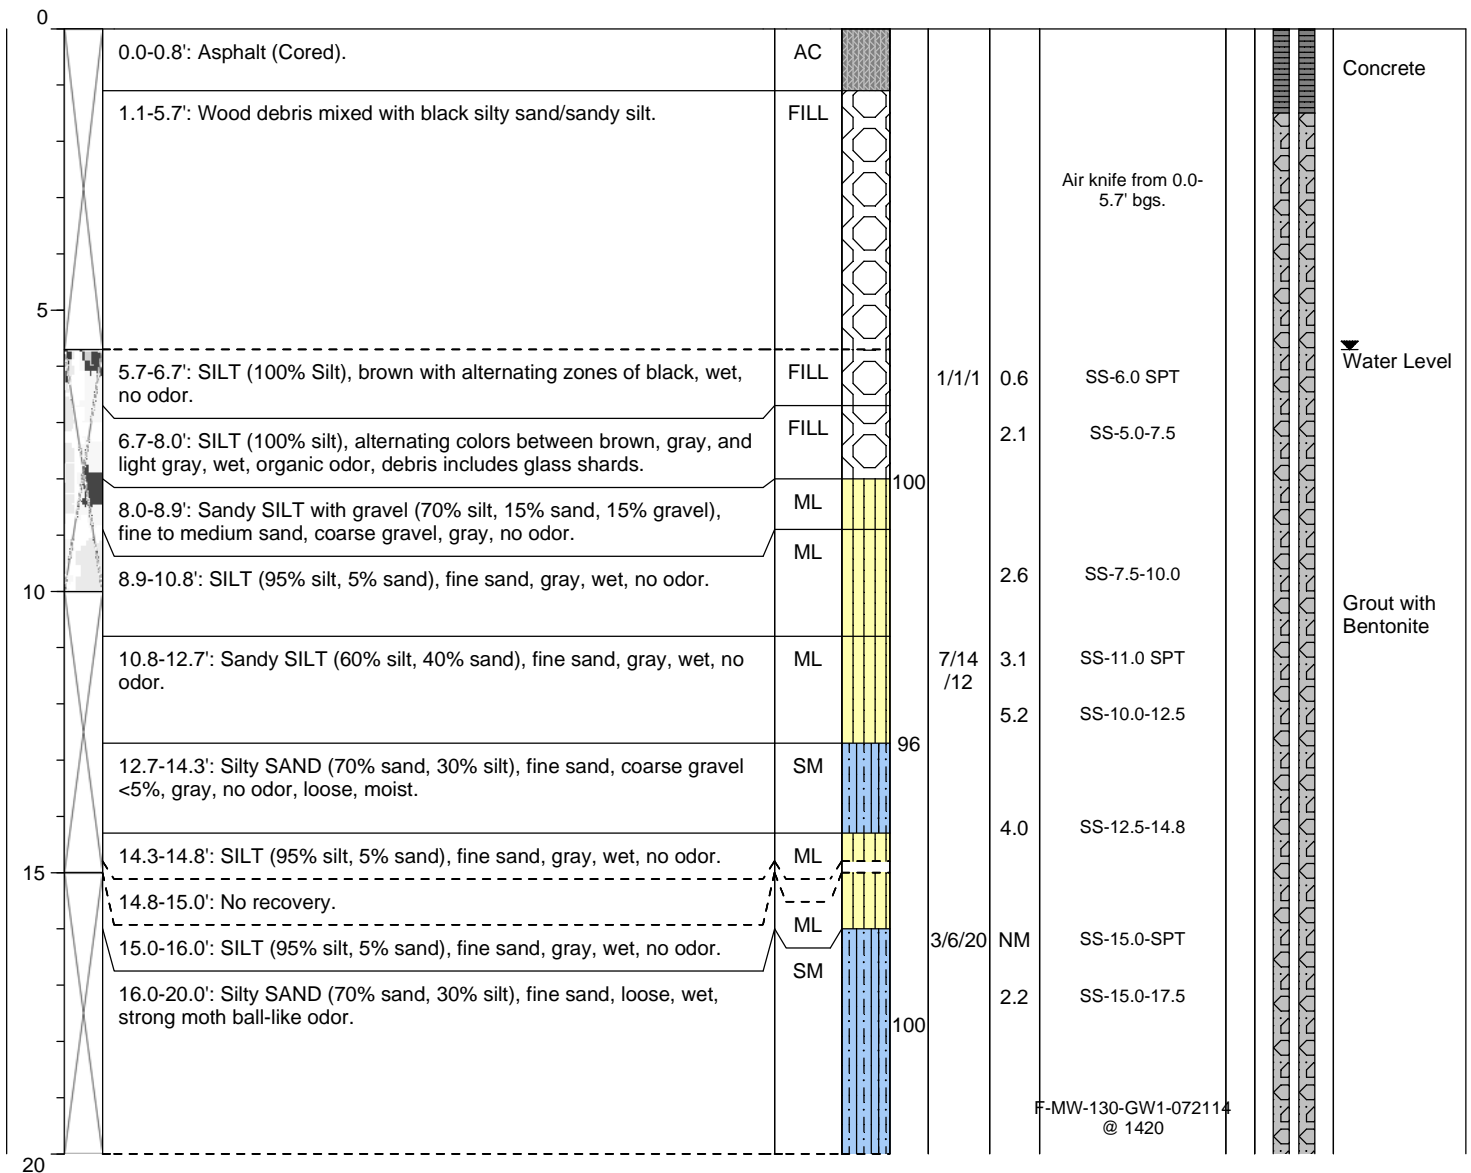 0
0.0-0.8': Asphalt (Cored).
AC
Concrete
1.1-5.7': Wood debris mixed with black silty sand/sandy silt.
FILL
Air knife from 0.0-
5.7' bgs.
5
Water Level
5.7-6.7': SILT (100% Silt), brown with alternating zones of black, wet,
no odor.
FILL
1/1/1
0.6
SS-6.0 SPT
6.7-8.0': SILT (100% silt), alternating colors between brown, gray, and
light gray, wet, organic odor, debris includes glass shards.
FILL
2.1
SS-5.0-7.5
100
8.0-8.9': Sandy SILT with gravel (70% silt, 15% sand, 15% gravel),
fine to medium sand, coarse gravel, gray, no odor.
ML
8.9-10.8': SILT (95% silt, 5% sand), fine sand, gray, wet, no odor.
ML
2.6
SS-7.5-10.0
10
Grout with
Bentonite
10.8-12.7': Sandy SILT (60% silt, 40% sand), fine sand, gray, wet, no
odor.
ML
7/14
/12
3.1
SS-11.0 SPT
5.2
SS-10.0-12.5
96
12.7-14.3': Silty SAND (70% sand, 30% silt), fine sand, coarse gravel
<5%, gray, no odor, loose, moist.
SM
4.0
SS-12.5-14.8
14.3-14.8': SILT (95% silt, 5% sand), fine sand, gray, wet, no odor.
ML
15
14.8-15.0': No recovery.
15.0-16.0': SILT (95% silt, 5% sand), fine sand, gray, wet, no odor.
ML
3/6/20
NM
SS-15.0-SPT
16.0-20.0': Silty SAND (70% sand, 30% silt), fine sand, loose, wet,
strong moth ball-like odor.
SM
2.2
SS-15.0-17.5
100
F-MW-130-GW1-072114
@ 1420
20